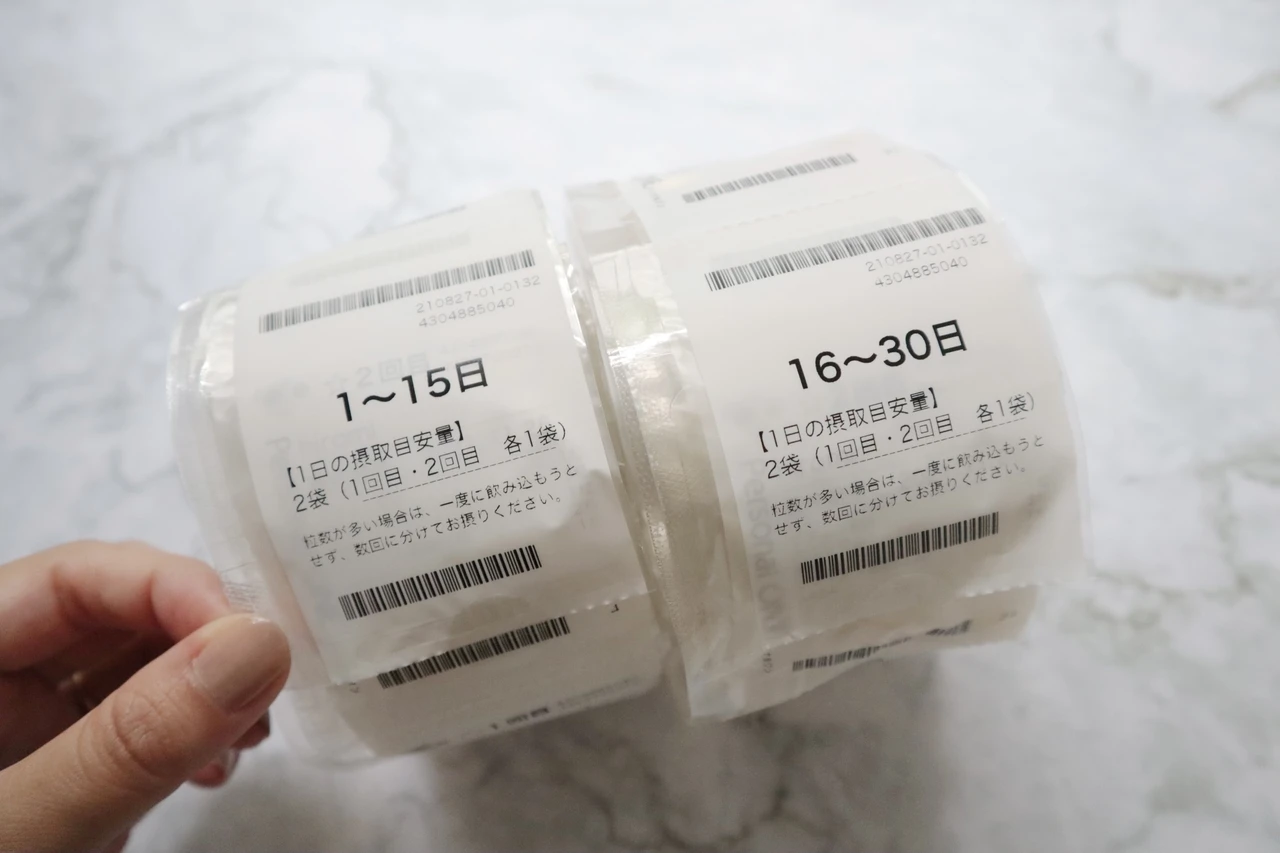 210827-01-0132
4304885040
1〜15日
【1日の摂取目安量】
2袋（1回目・2回目　各1袋）
粒数が多い場合は、一度に飲み込もうと
せず、数回に分けてお摂りください。
210827-01-0132
4304885040
16〜30日
【1日の摂取目安量】
2袋（1回目・2回目　各1袋）
粒数が多い場合は、一度に飲み込もうと
せず、数回に分けてお摂りください。